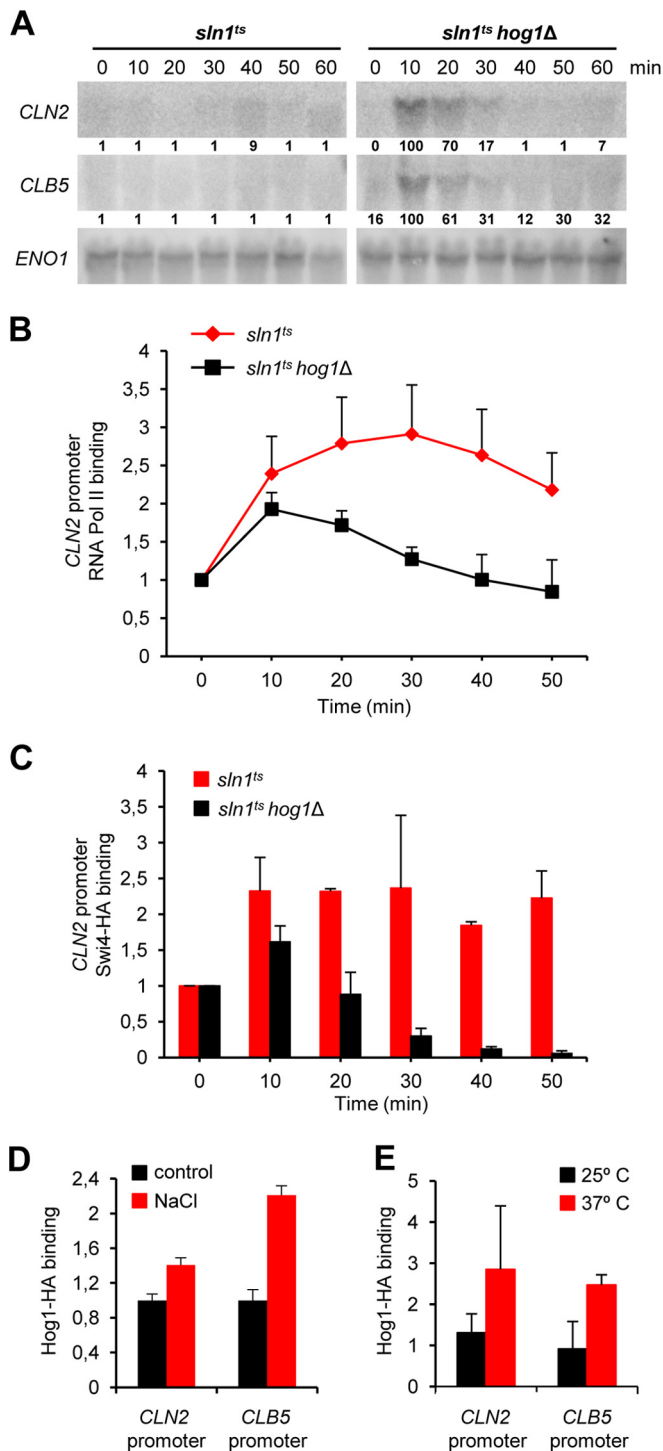 A
sln1ts sln1ts hog1Δ
0 10 20 30 40 50 60 0 10 20 30 40 50 60 min
CLN2
1 1 1 1 9 1 1 0 100 70 17 1 1 7
CLB5
1 1 1 1 1 1 1 16 100 61 31 12 30 32
ENO1
B
sln1ts
sln1ts hog1Δ
4
3,5
3
2,5
2
1,5
1
0,5
0
CLN2 promoter
RNA Pol II binding
0 10 20 30 40 50
Time (min)
C
sln1ts
sln1ts hog1Δ
4
3,5
3
2,5
2
1,5
1
0,5
0
CLN2 promoter
Swi4-HA binding
0 10 20 30 40 50
Time (min)
D
control
NaCl
2,4
2
1,6
1,2
0,8
0,4
0
Hog1-HA binding
CLN2 promoter
CLB5 promoter
E
25º C
37º C
5
4
3
2
1
0
Hog1-HA binding
CLN2 promoter
CLB5 promoter